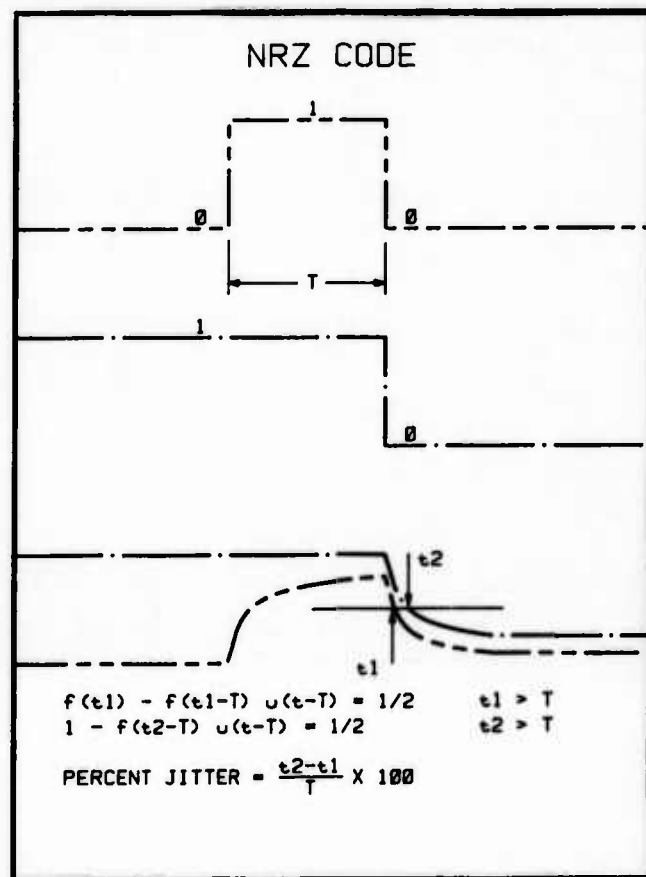 NRZ CODE
1
0 0
T
1
0
t2
t1
f(t1) - f(t1-T) u(t-T) = 1/2 t1 > T
1 - f(t2-T) u(t-T) = 1/2 t2 > T
PERCENT JITTER = t2-t1/T X 100